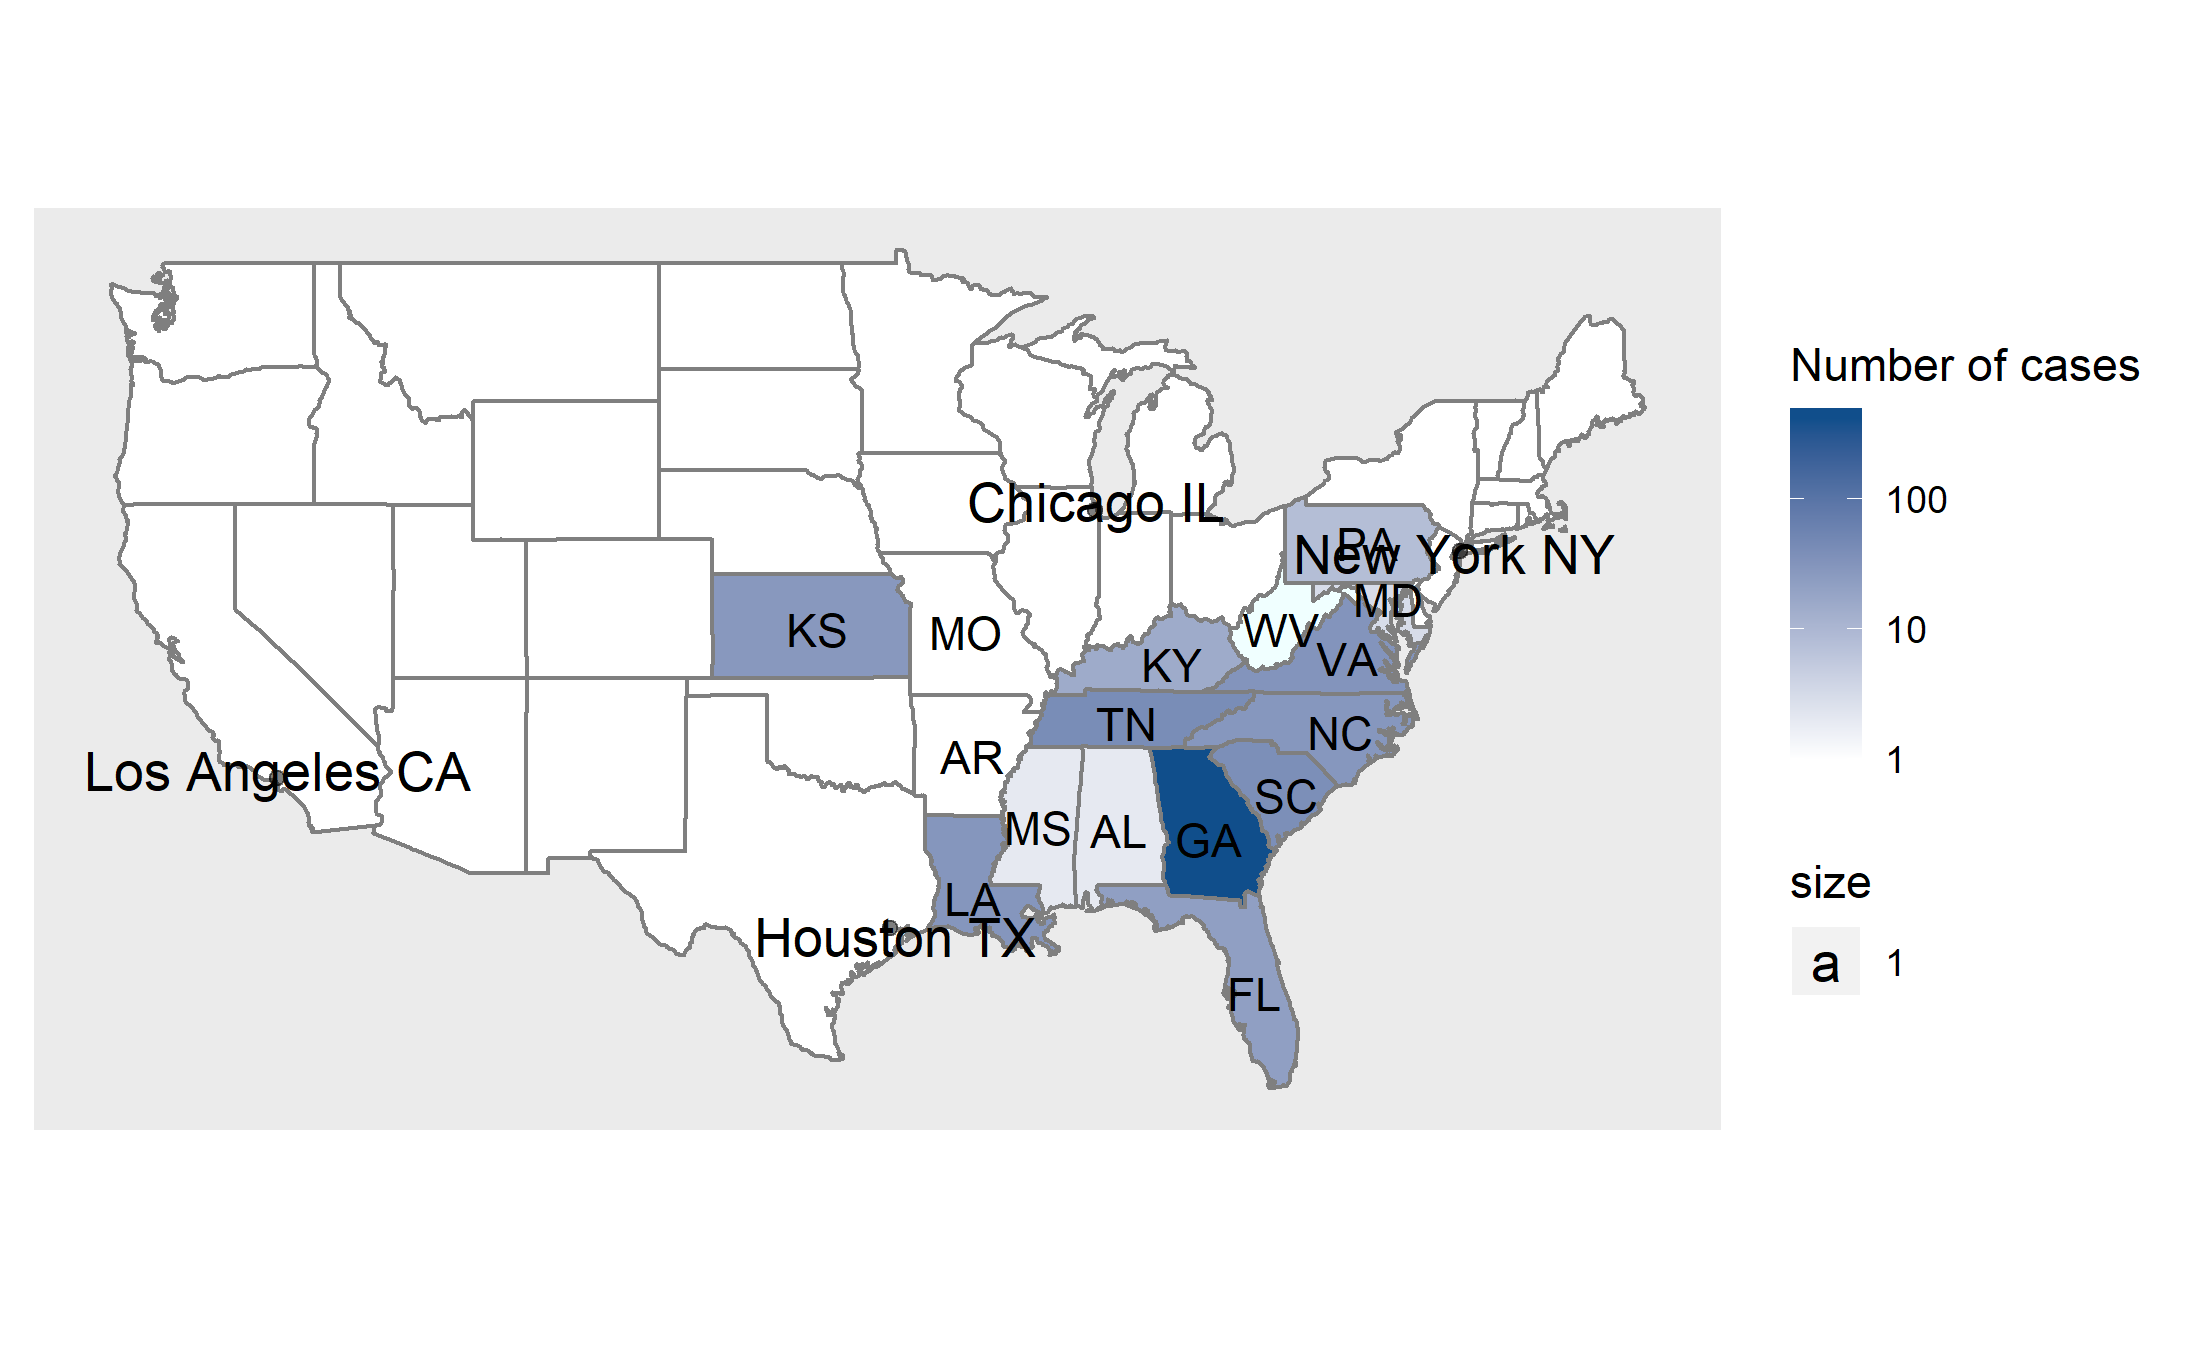 Chicago IL
PA
New York NY
MD
KS
MO
WV
VA
KY
TN
NC
AR
Los Angeles CA
SC
MS
AL
GA
LA
Houston TX
FL
Number of cases
100
10
1
size
a 1